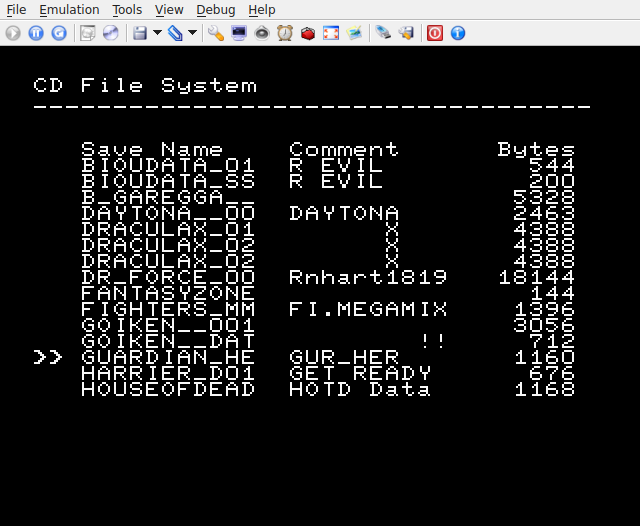 File Emulation Tools View Debug Help
CD File System
-----------------------------------
Save Name Comment Bytes
BIOUDATA_01 R EVIL 544
BIOUDATA_SS R EVIL 200
B_GAREGGA__ 5328
DAYTONA__00 DAYTONA 2463
DRACULAX_01 X 4388
DRACULAX_02 X 4388
DRACULAX_02 X 4388
DR_FORCE_00 Rnhart1819 18144
FANTASYZONE 144
FIGHTERS_MM FI.MEGAMIX 1396
GOIKEN__001 3056
GOIKEN__DAT !! 712
>> GUARDIAN_HE GUR_HER 1160
HARRIER_D01 GET READY 676
HOUSEOFDEAD HOTD Data 1168